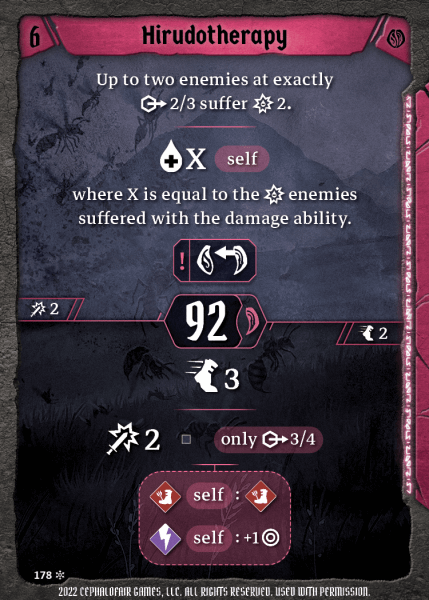 6 Hirudotherapy
Up to two enemies at exactly
2/3 suffer 2.
X self
where X is equal to the enemies
suffered with the damage ability.
!
2 92 2
3
2 only 3/4
self :
self : +1
178
2022 CEPHALOFAIR GAMES, LLC. ALL RIGHTS RESERVED. USED WITH PERMISSION.